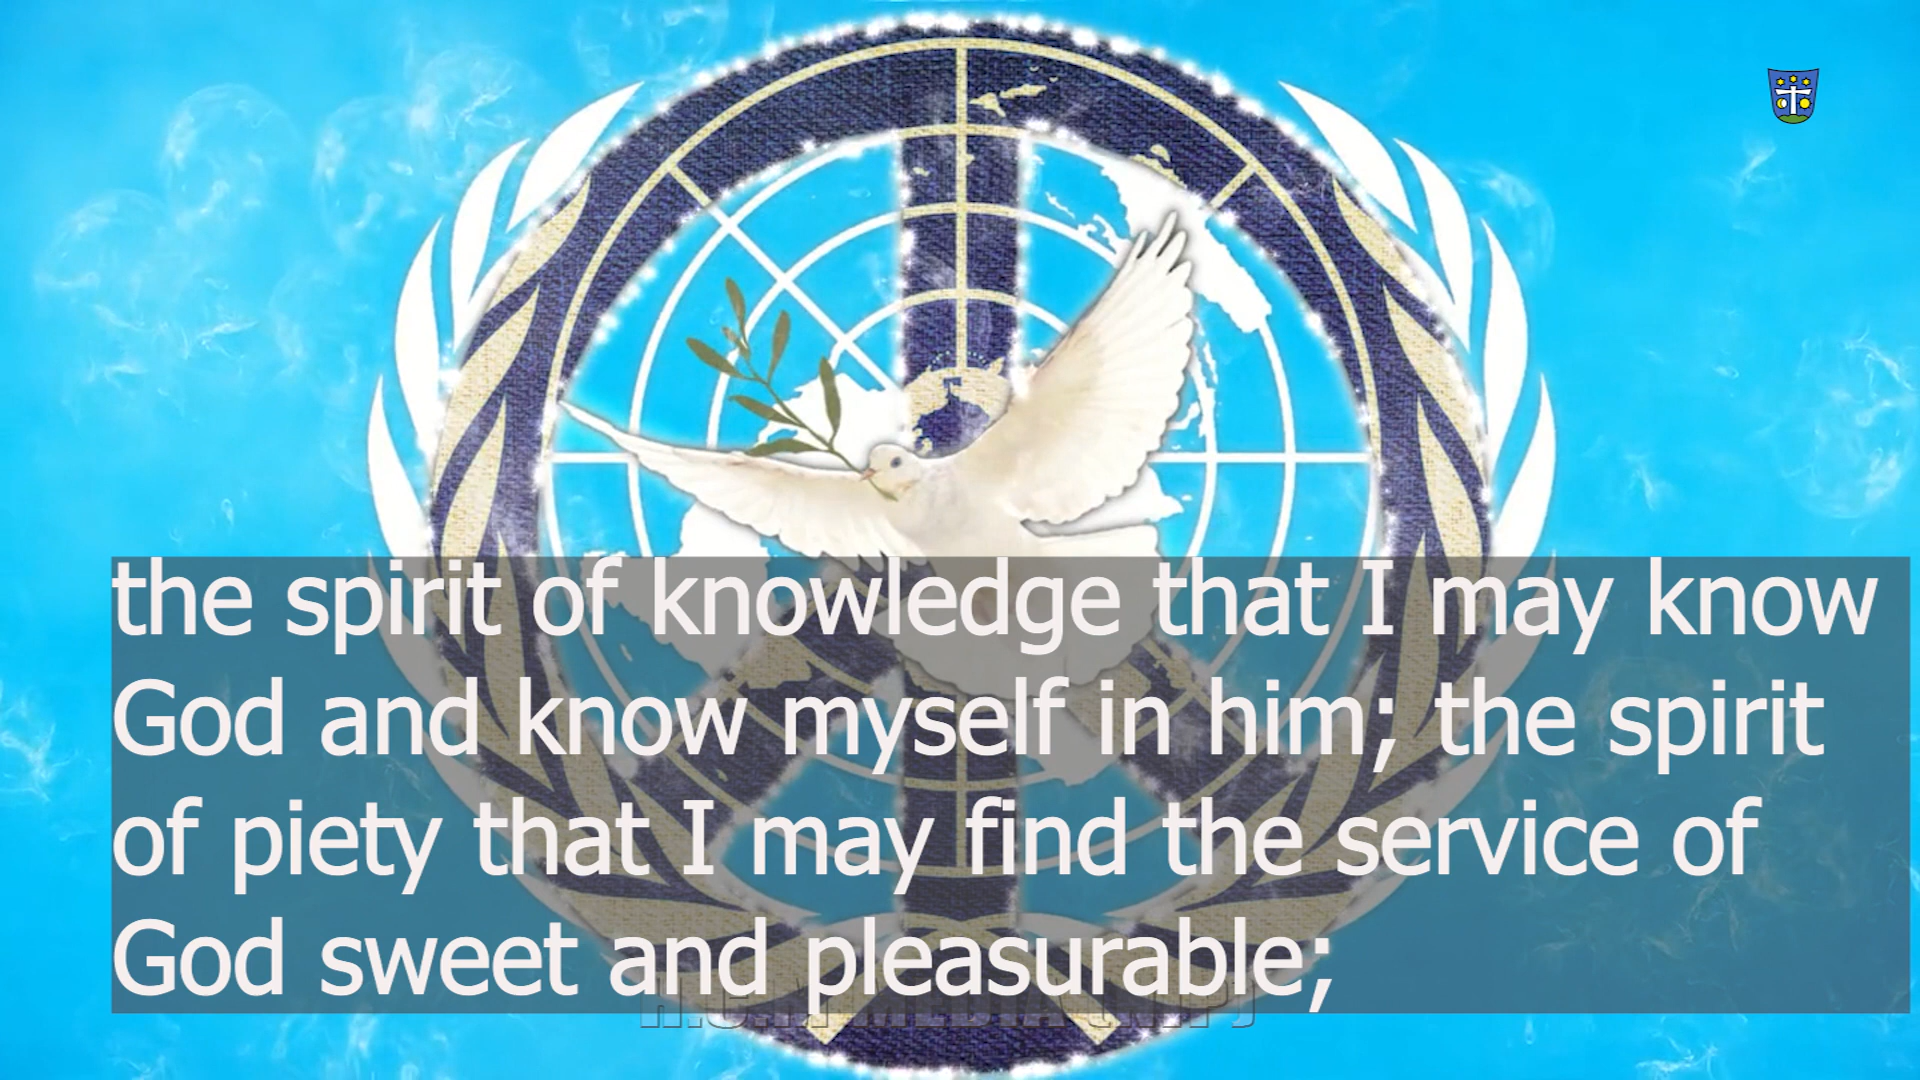 the spirit of knowledge that I may know
God and know myself in him; the spirit
of piety that I may find the service of
God sweet and pleasurable;